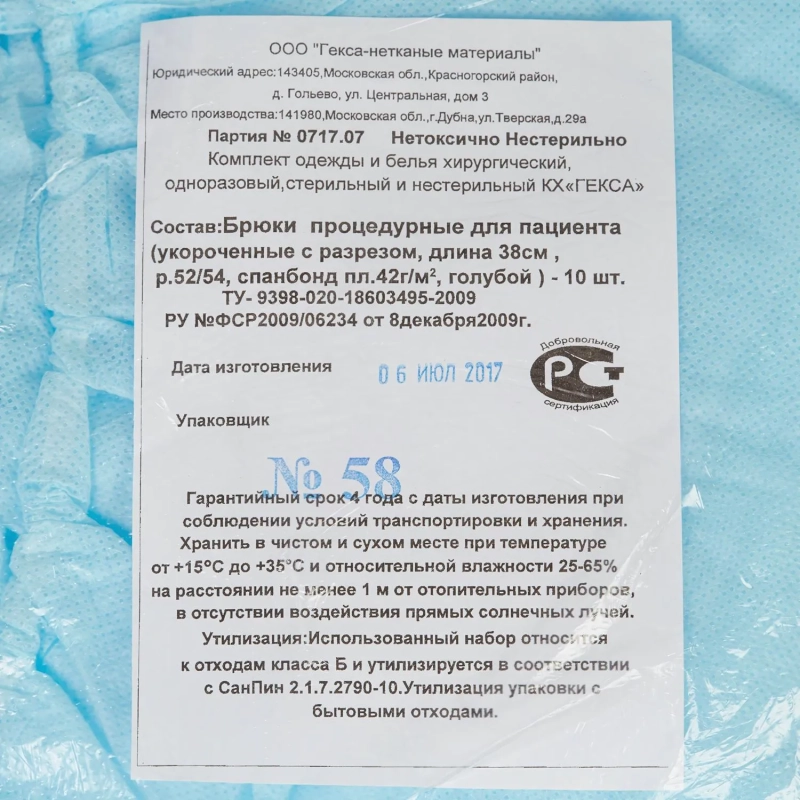 ООО "Гекса-нетканые материалы"
Юридический адрес:143405,Московская обл.,Красногорский район,
д. Гольево, ул. Центральная, дом 3
Место производства:141980,Московская обл.,г.Дубна,ул.Тверская,д.29а
Партия № 0717.07 Нетоксично Нестерильно
Комплект одежды и белья хирургический,
одноразовый,стерильный и нестерильный КХ«ГЕКСА»
Состав:Брюки процедурные для пациента
(укороченные с разрезом, длина 38см ,
р.52/54, спанбонд пл.42г/м², голубой ) - 10 шт.
ТУ- 9398-020-18603495-2009
РУ №ФСР2009/06234 от 8декабря2009г.
Добровольная
РСТ
сертификация
Дата изготовления 06 ИЮЛ 2017
Упаковщик
№ 58
Гарантийный срок 4 года с даты изготовления при
соблюдении условий транспортировки и хранения.
Хранить в чистом и сухом месте при температуре
от +15°С до +35°С и относительной влажности 25-65%
на расстоянии не менее 1 м от отопительных приборов,
в отсутствии воздействия прямых солнечных лучей.
Утилизация:Использованный набор относится
к отходам класса Б и утилизируется в соответствии
с СанПин 2.1.7.2790-10.Утилизация упаковки с
бытовыми отходами.